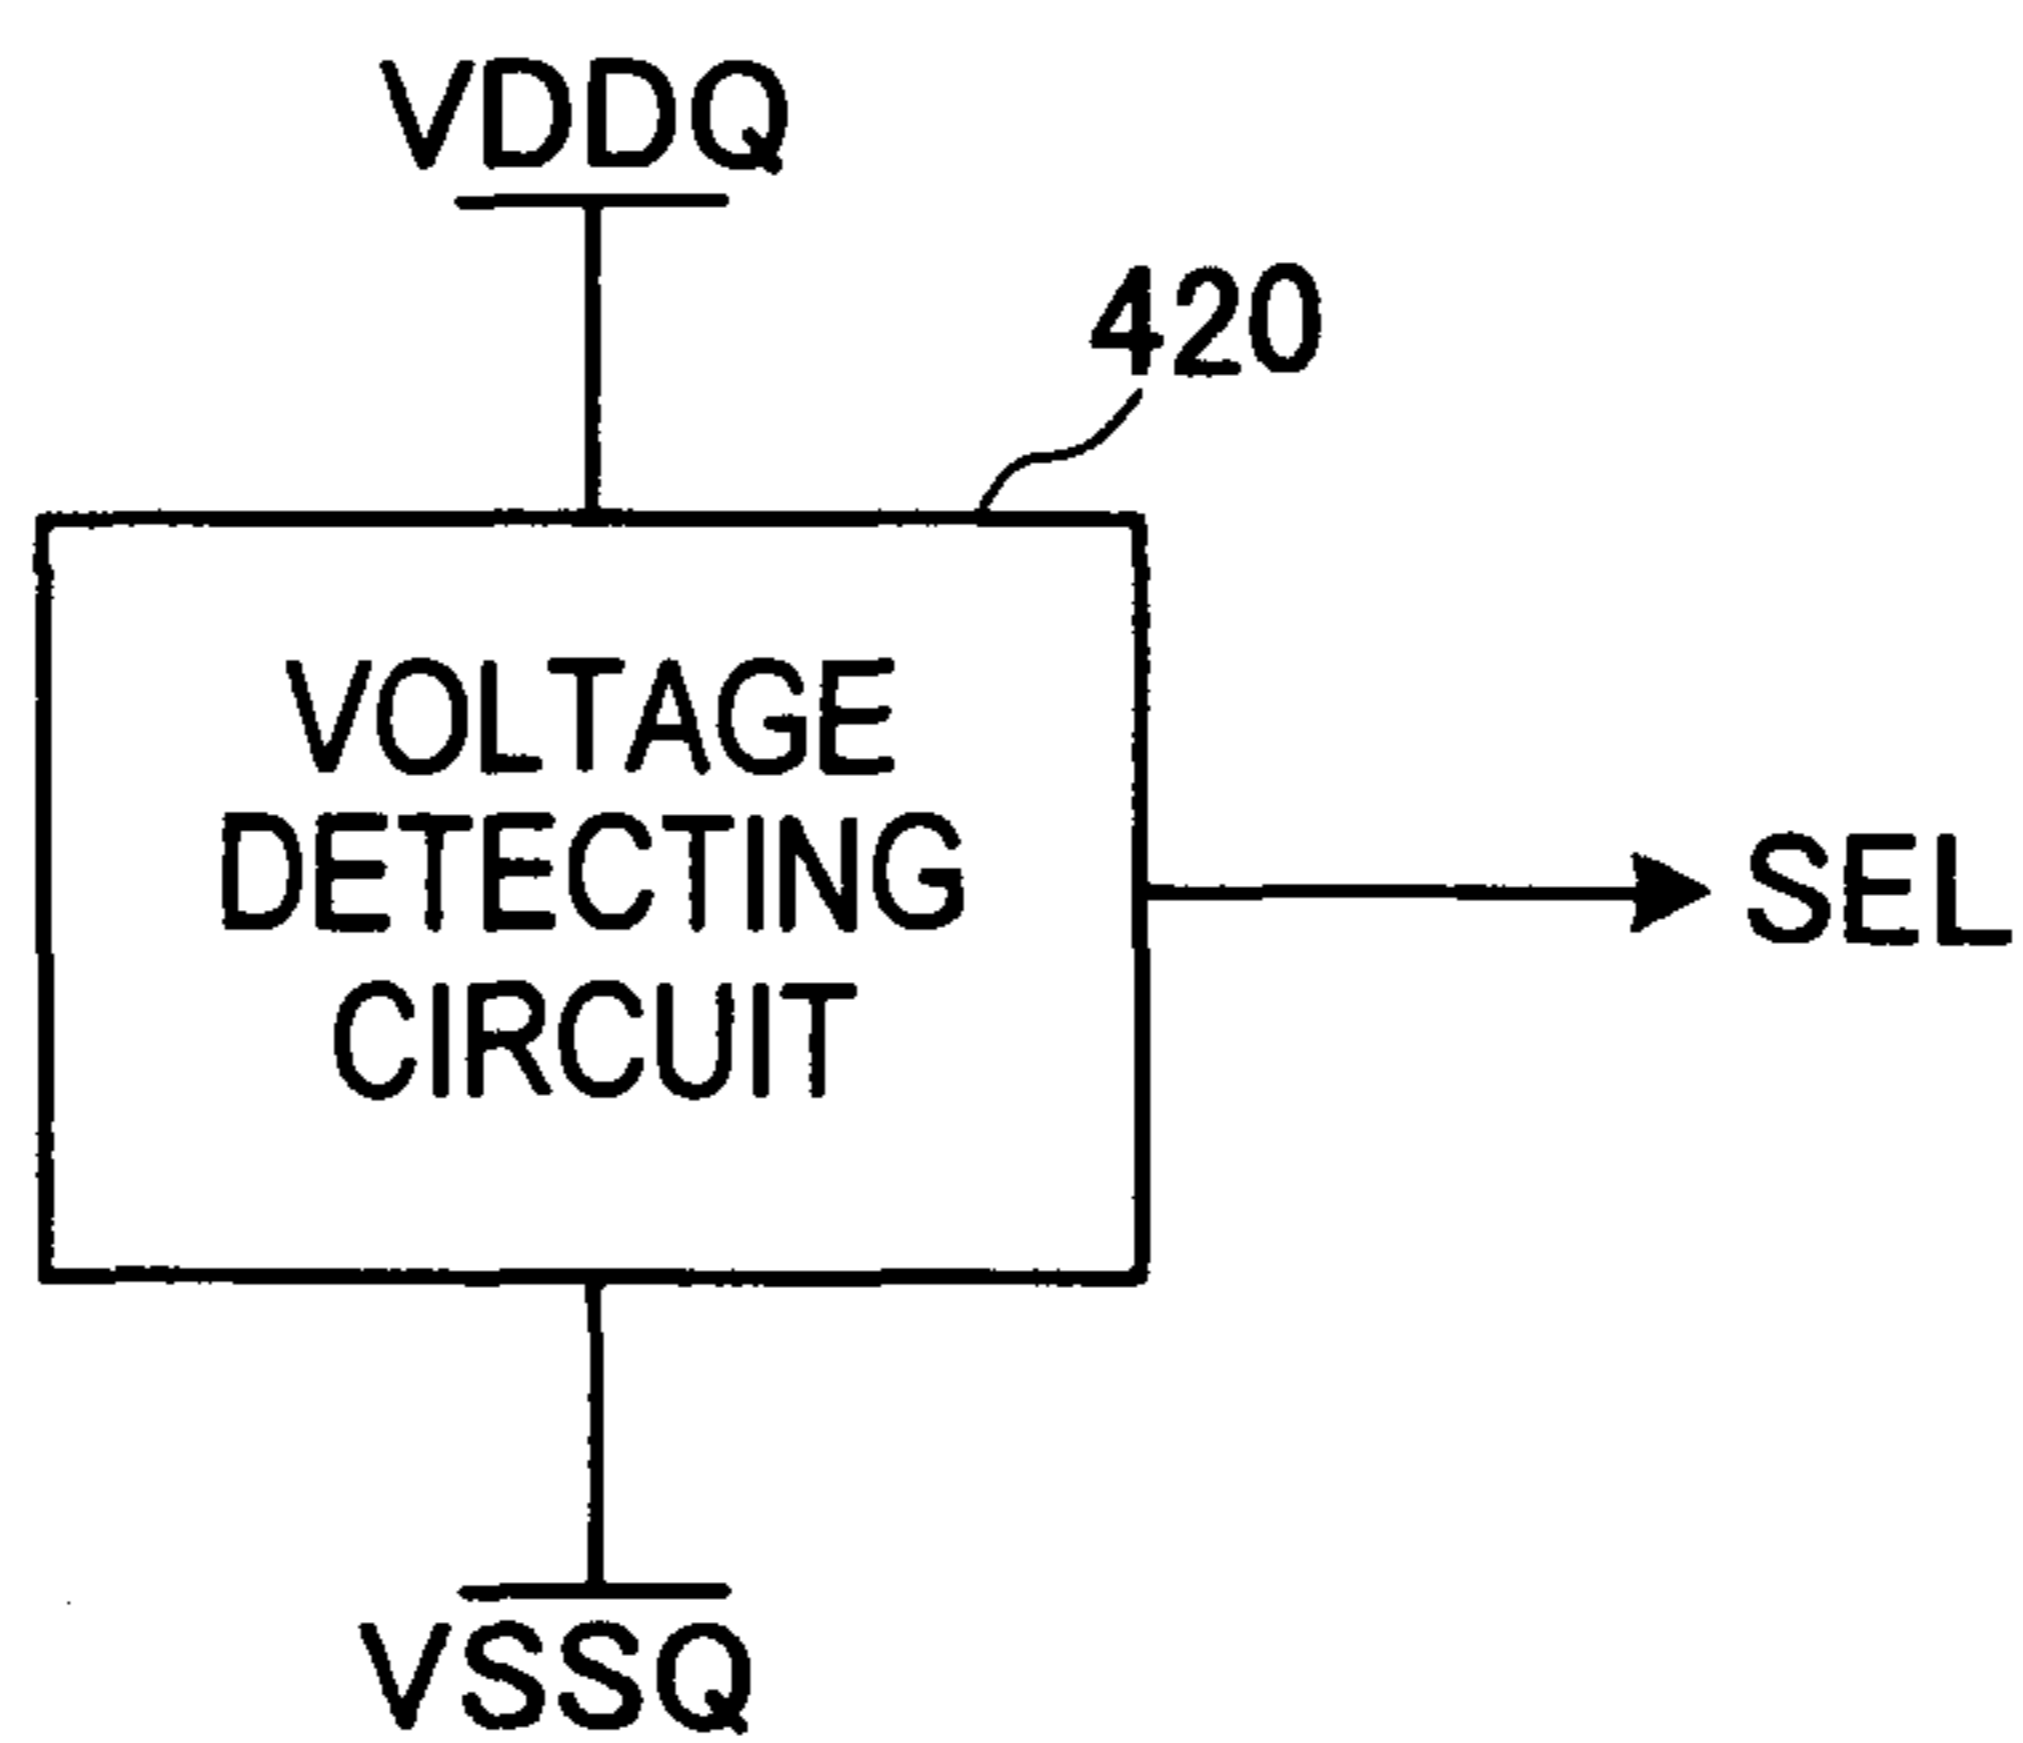 VDDQ
420
VOLTAGE
DETECTING
CIRCUIT
SEL
VSSQ